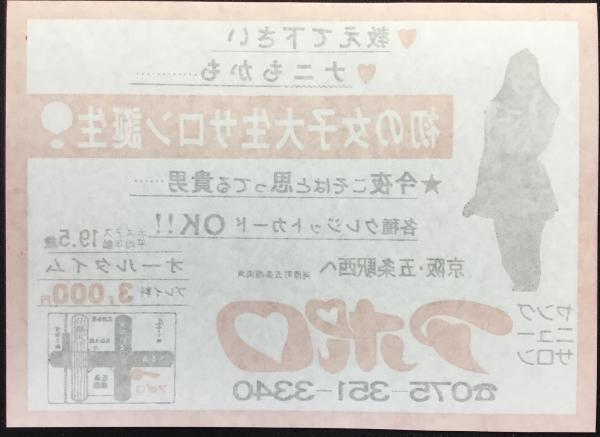 ♥教えて下さい
♥ナニもかも…………
初の女子大生サロン誕生!
★今夜こそはと思ってる貴男……
各種クレジットカードOK!!
ホステス平均年齢19.5歳
京阪・五条駅西へ
オールタイム
プレイ料3,000円
ヤングニューサロン
アポロ
☎075-351-3340
アポロ